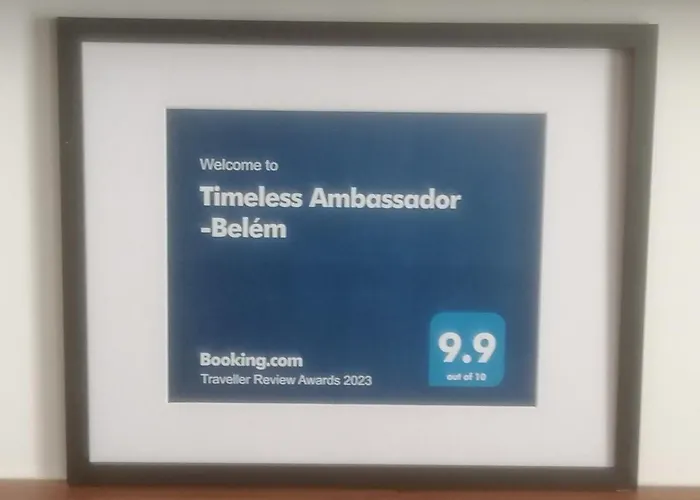 Welcome to
Timeless Ambassador
-Belém
9.9
out of 10
Booking.com
Traveller Review Awards 2023